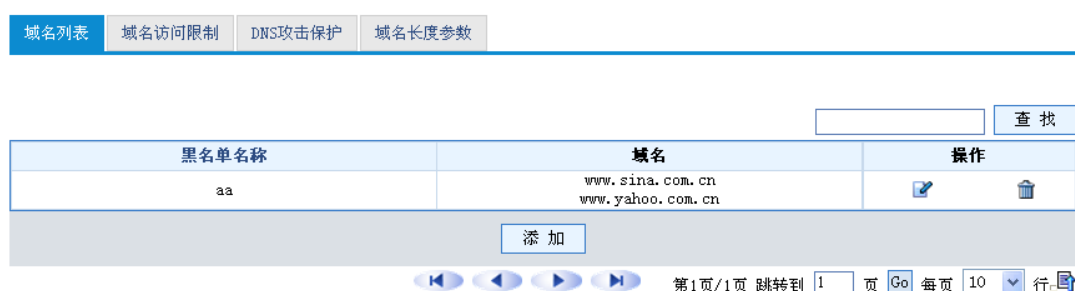 域名列表 域名访问限制 DNS攻击保护 域名长度参数
查 找
黑名单名称 域名 操作
aa www.sina.com.cn
www.yahoo.com.cn
添 加
第1页/1页 跳转到 1 页 Go 每页 10 行